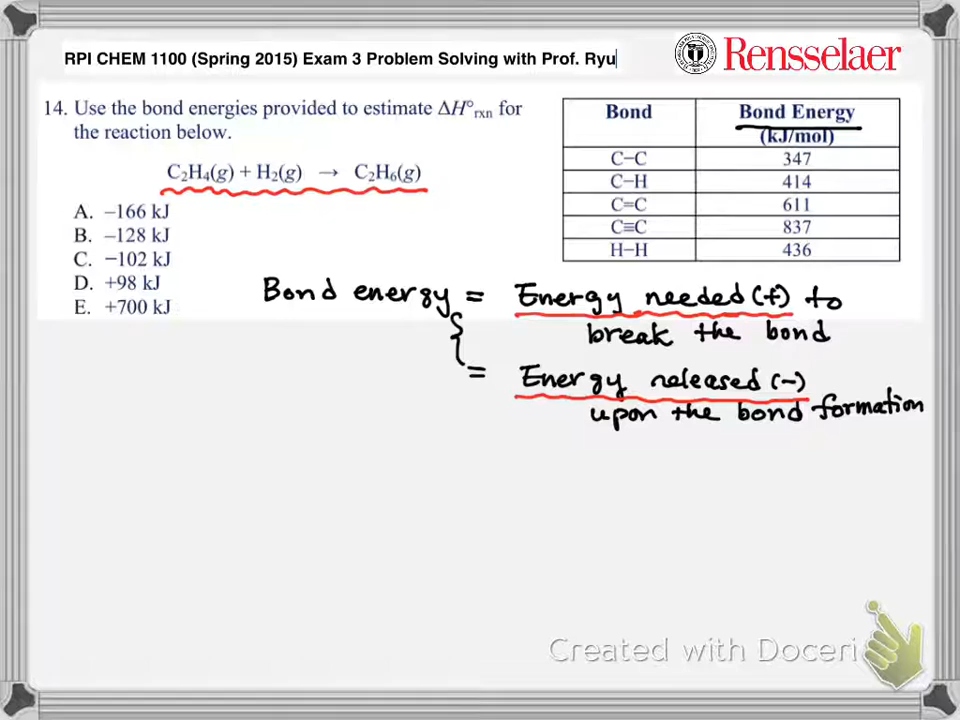 RPI CHEM 1100 (Spring 2015) Exam 3 Problem Solving with Prof. Ryu
Rensselaer
14. Use the bond energies provided to estimate ΔH°rxn for
the reaction below.
C2H4(g) + H2(g) → C2H6(g)
A. –166 kJ
B. –128 kJ
C. –102 kJ
D. +98 kJ
E. +700 kJ
Bond Bond Energy
(kJ/mol)
C−C 347
C−H 414
C=C 611
C≡C 837
H−H 436
Bond energy = Energy needed (+) to
break the bond
= Energy released (−)
upon the bond formation
Created with Doceri